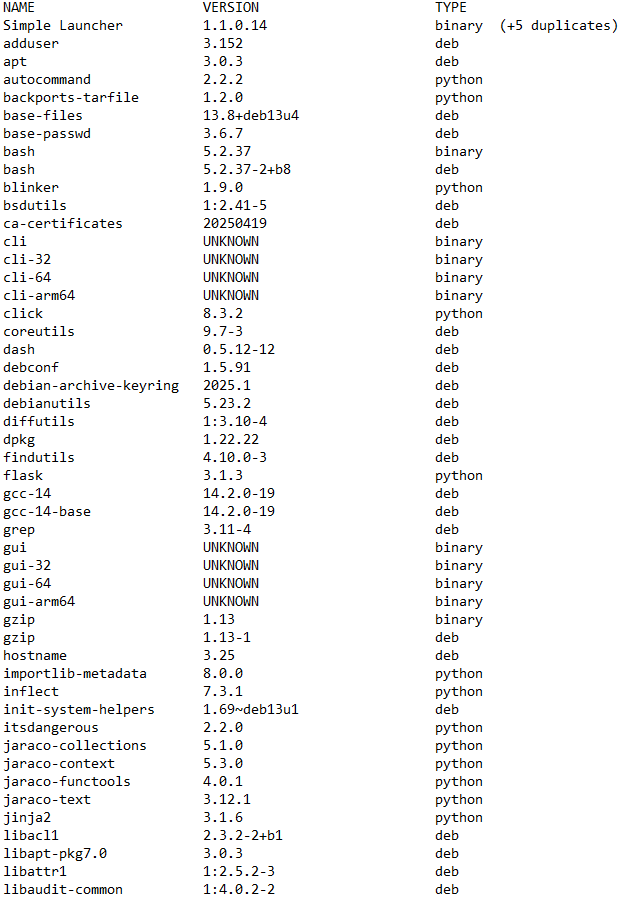 NAME VERSION TYPE
Simple Launcher 1.1.0.14 binary (+5 duplicates)
adduser 3.152 deb
apt 3.0.3 deb
autocommand 2.2.2 python
backports-tarfile 1.2.0 python
base-files 13.8+deb13u4 deb
base-passwd 3.6.7 deb
bash 5.2.37 binary
bash 5.2.37-2+b8 deb
blinker 1.9.0 python
bsdutils 1:2.41-5 deb
ca-certificates 20250419 deb
cli UNKNOWN binary
cli-32 UNKNOWN binary
cli-64 UNKNOWN binary
cli-arm64 UNKNOWN binary
click 8.3.2 python
coreutils 9.7-3 deb
dash 0.5.12-12 deb
debconf 1.5.91 deb
debian-archive-keyring 2025.1 deb
debianutils 5.23.2 deb
diffutils 1:3.10-4 deb
dpkg 1.22.22 deb
findutils 4.10.0-3 deb
flask 3.1.3 python
gcc-14 14.2.0-19 deb
gcc-14-base 14.2.0-19 deb
grep 3.11-4 deb
gui UNKNOWN binary
gui-32 UNKNOWN binary
gui-64 UNKNOWN binary
gui-arm64 UNKNOWN binary
gzip 1.13 binary
gzip 1.13-1 deb
hostname 3.25 deb
importlib-metadata 8.0.0 python
inflect 7.3.1 python
init-system-helpers 1.69~deb13u1 deb
itsdangerous 2.2.0 python
jaraco-collections 5.1.0 python
jaraco-context 5.3.0 python
jaraco-functools 4.0.1 python
jaraco-text 3.12.1 python
jinja2 3.1.6 python
libacl1 2.3.2-2+b1 deb
libapt-pkg7.0 3.0.3 deb
libattr1 1:2.5.2-3 deb
libaudit-common 1:4.0.2-2 deb